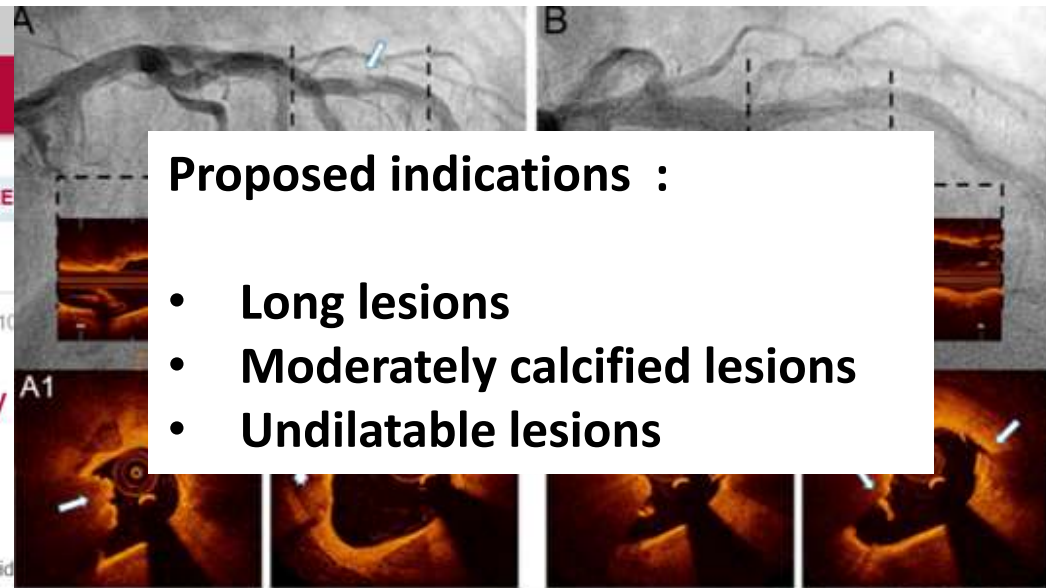 A
B
Proposed indications :
• Long lesions
• Moderately calcified lesions
• Undilatable lesions
A1